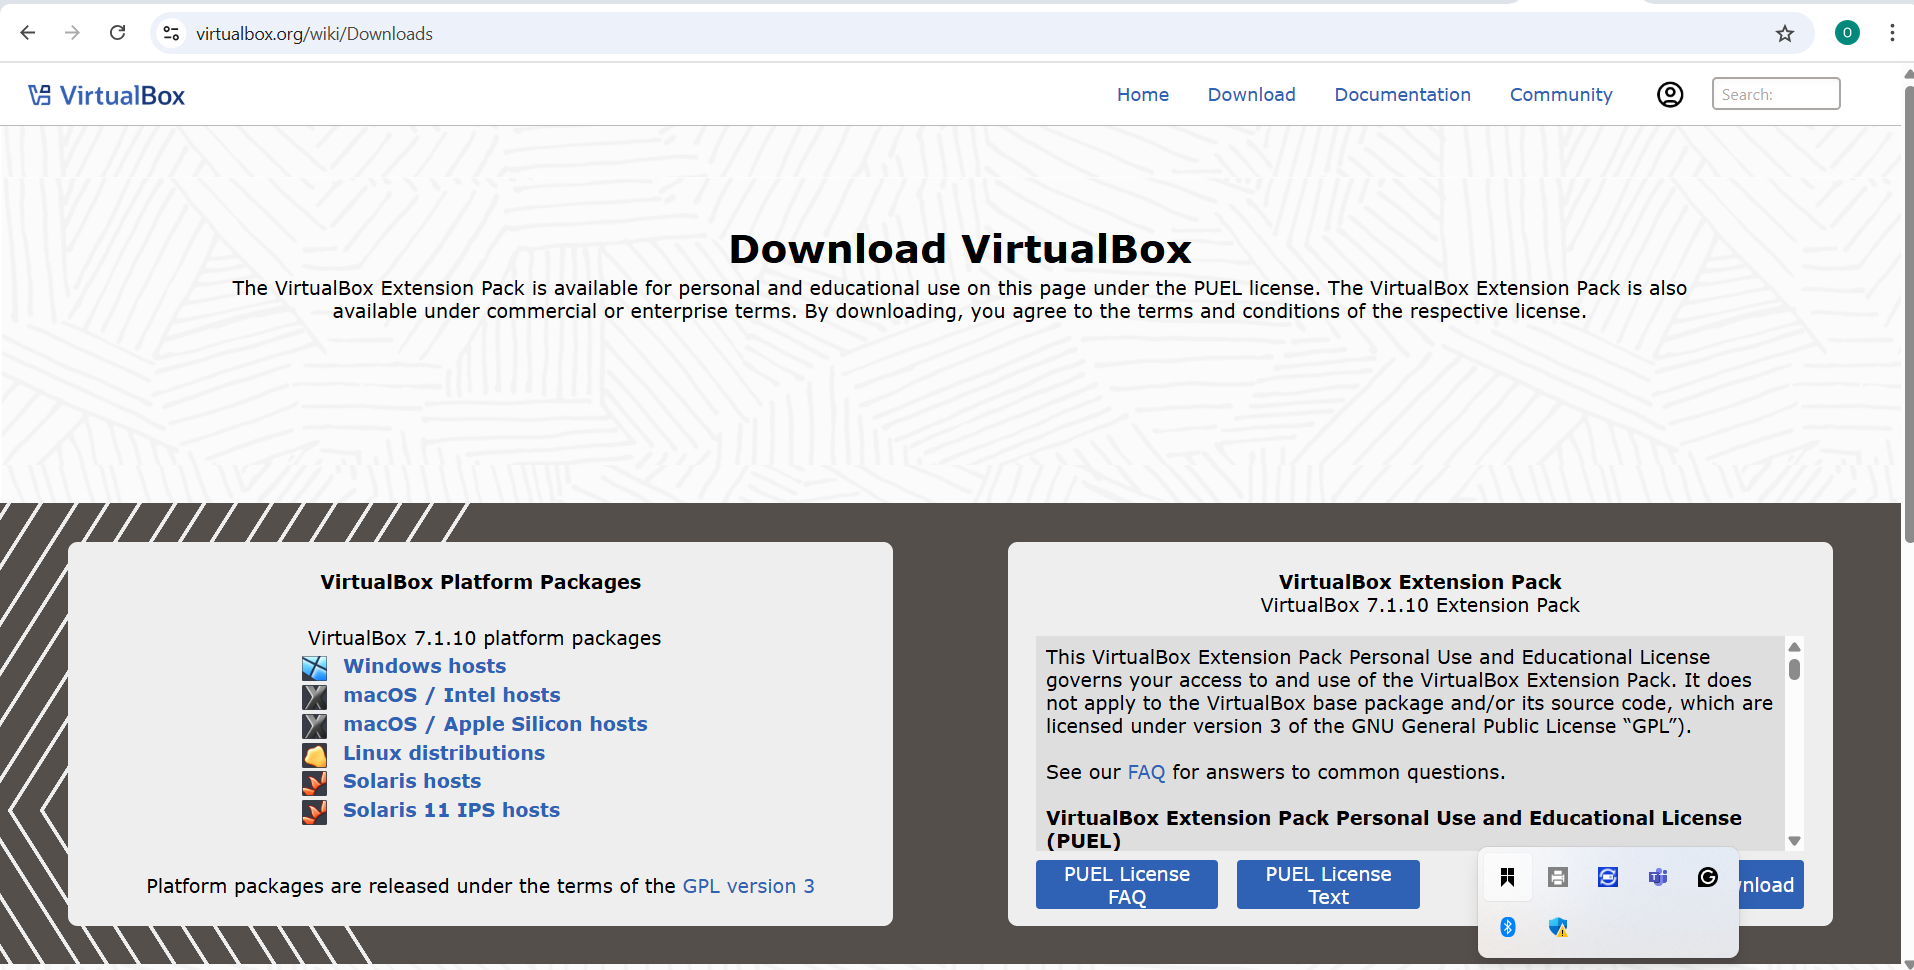 virtualbox.org/wiki/Downloads
O
VirtualBox
Home
Download
Documentation
Community
Search:
Download VirtualBox
The VirtualBox Extension Pack is available for personal and educational use on this page under the PUEL license. The VirtualBox Extension Pack is also
available under commercial or enterprise terms. By downloading, you agree to the terms and conditions of the respective license.
VirtualBox Platform Packages
VirtualBox 7.1.10 platform packages
Windows hosts
macOS / Intel hosts
macOS / Apple Silicon hosts
Linux distributions
Solaris hosts
Solaris 11 IPS hosts
Platform packages are released under the terms of the GPL version 3
VirtualBox Extension Pack
VirtualBox 7.1.10 Extension Pack
This VirtualBox Extension Pack Personal Use and Educational License
governs your access to and use of the VirtualBox Extension Pack. It does
not apply to the VirtualBox base package and/or its source code, which are
licensed under version 3 of the GNU General Public License “GPL”).
See our FAQ for answers to common questions.
VirtualBox Extension Pack Personal Use and Educational License
(PUEL)
PUEL License
FAQ
PUEL License
Text
nload